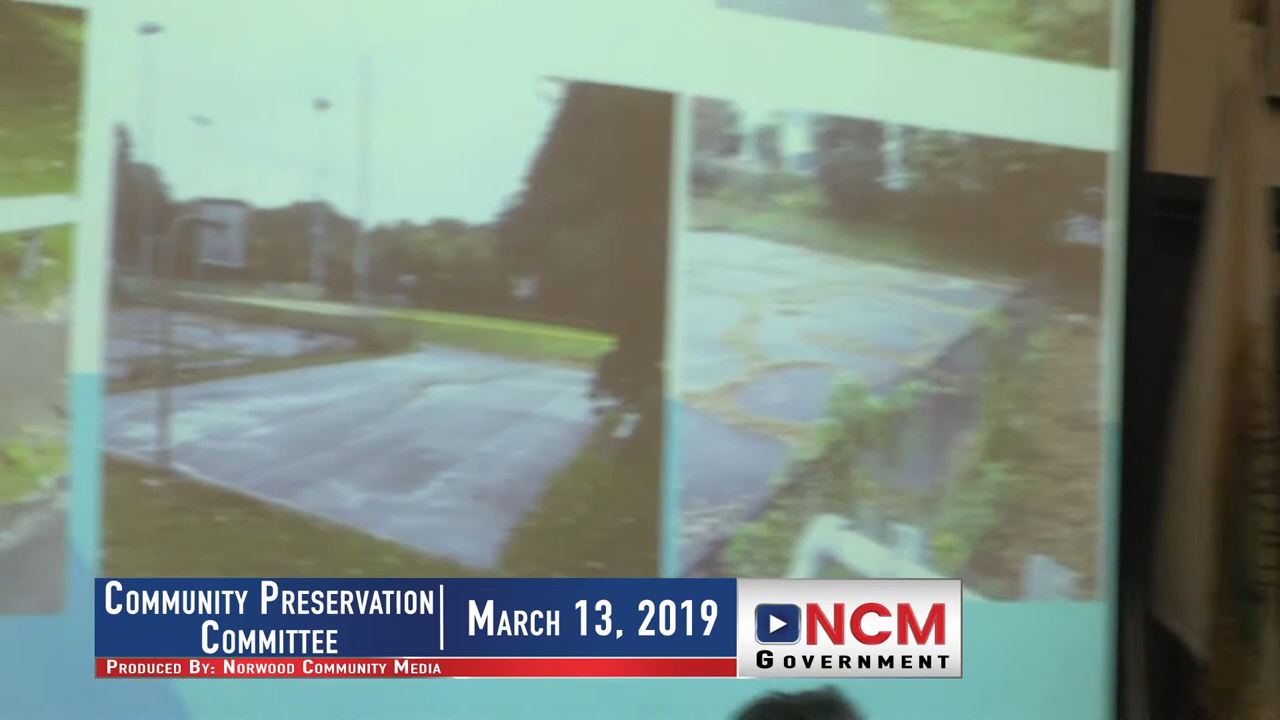 Community Preservation
Committee
March 13, 2019
Produced By: Norwood Community Media
NCM
Government